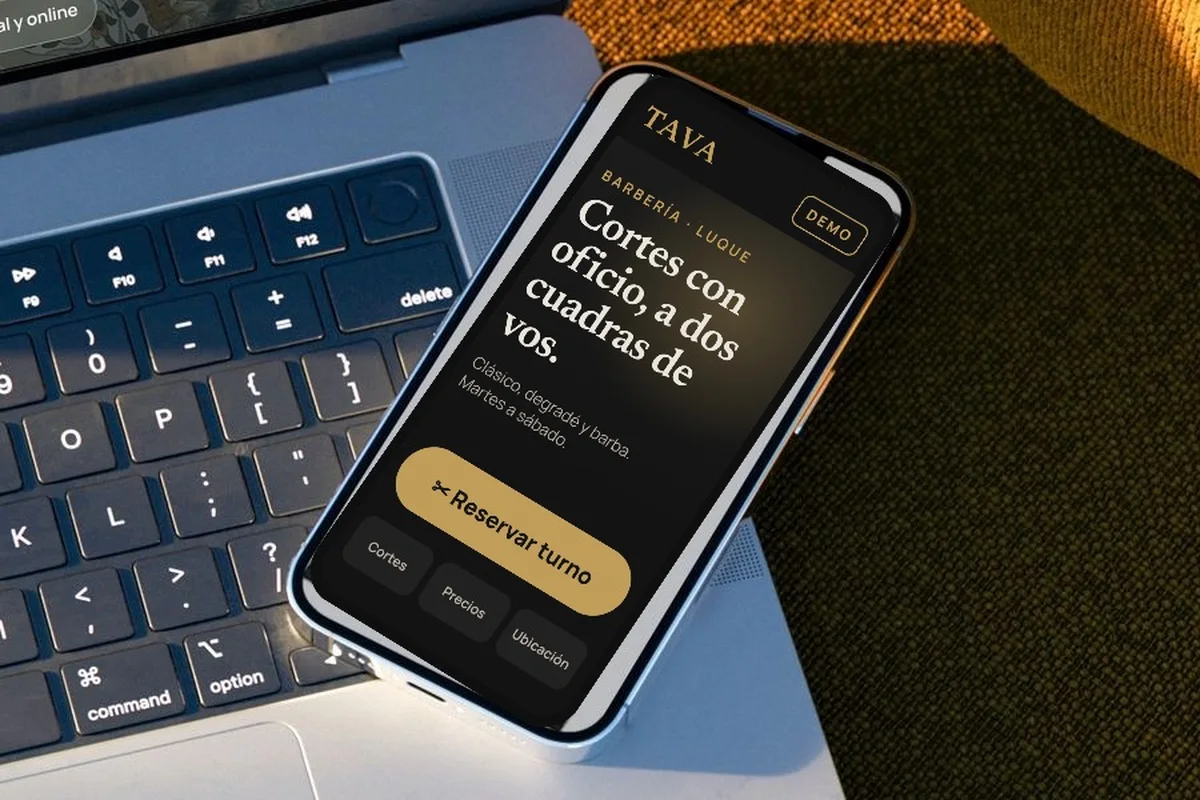 al y online
TAVA
DEMO
BARBERÍA · LUQUE
Cortes con
oficio, a dos
cuadras de
vos.
Clásico, degradé y barba.
Martes a sábado.
Reservar turno
Cortes
Precios
Ubicación
F9
F10
F11
F12
delete
9
)
0
–
-
+
=
O
P
{
[
}
]
K
L
:
;
"
'
<
,
>
.
?
/
⌘
command
⌥
option